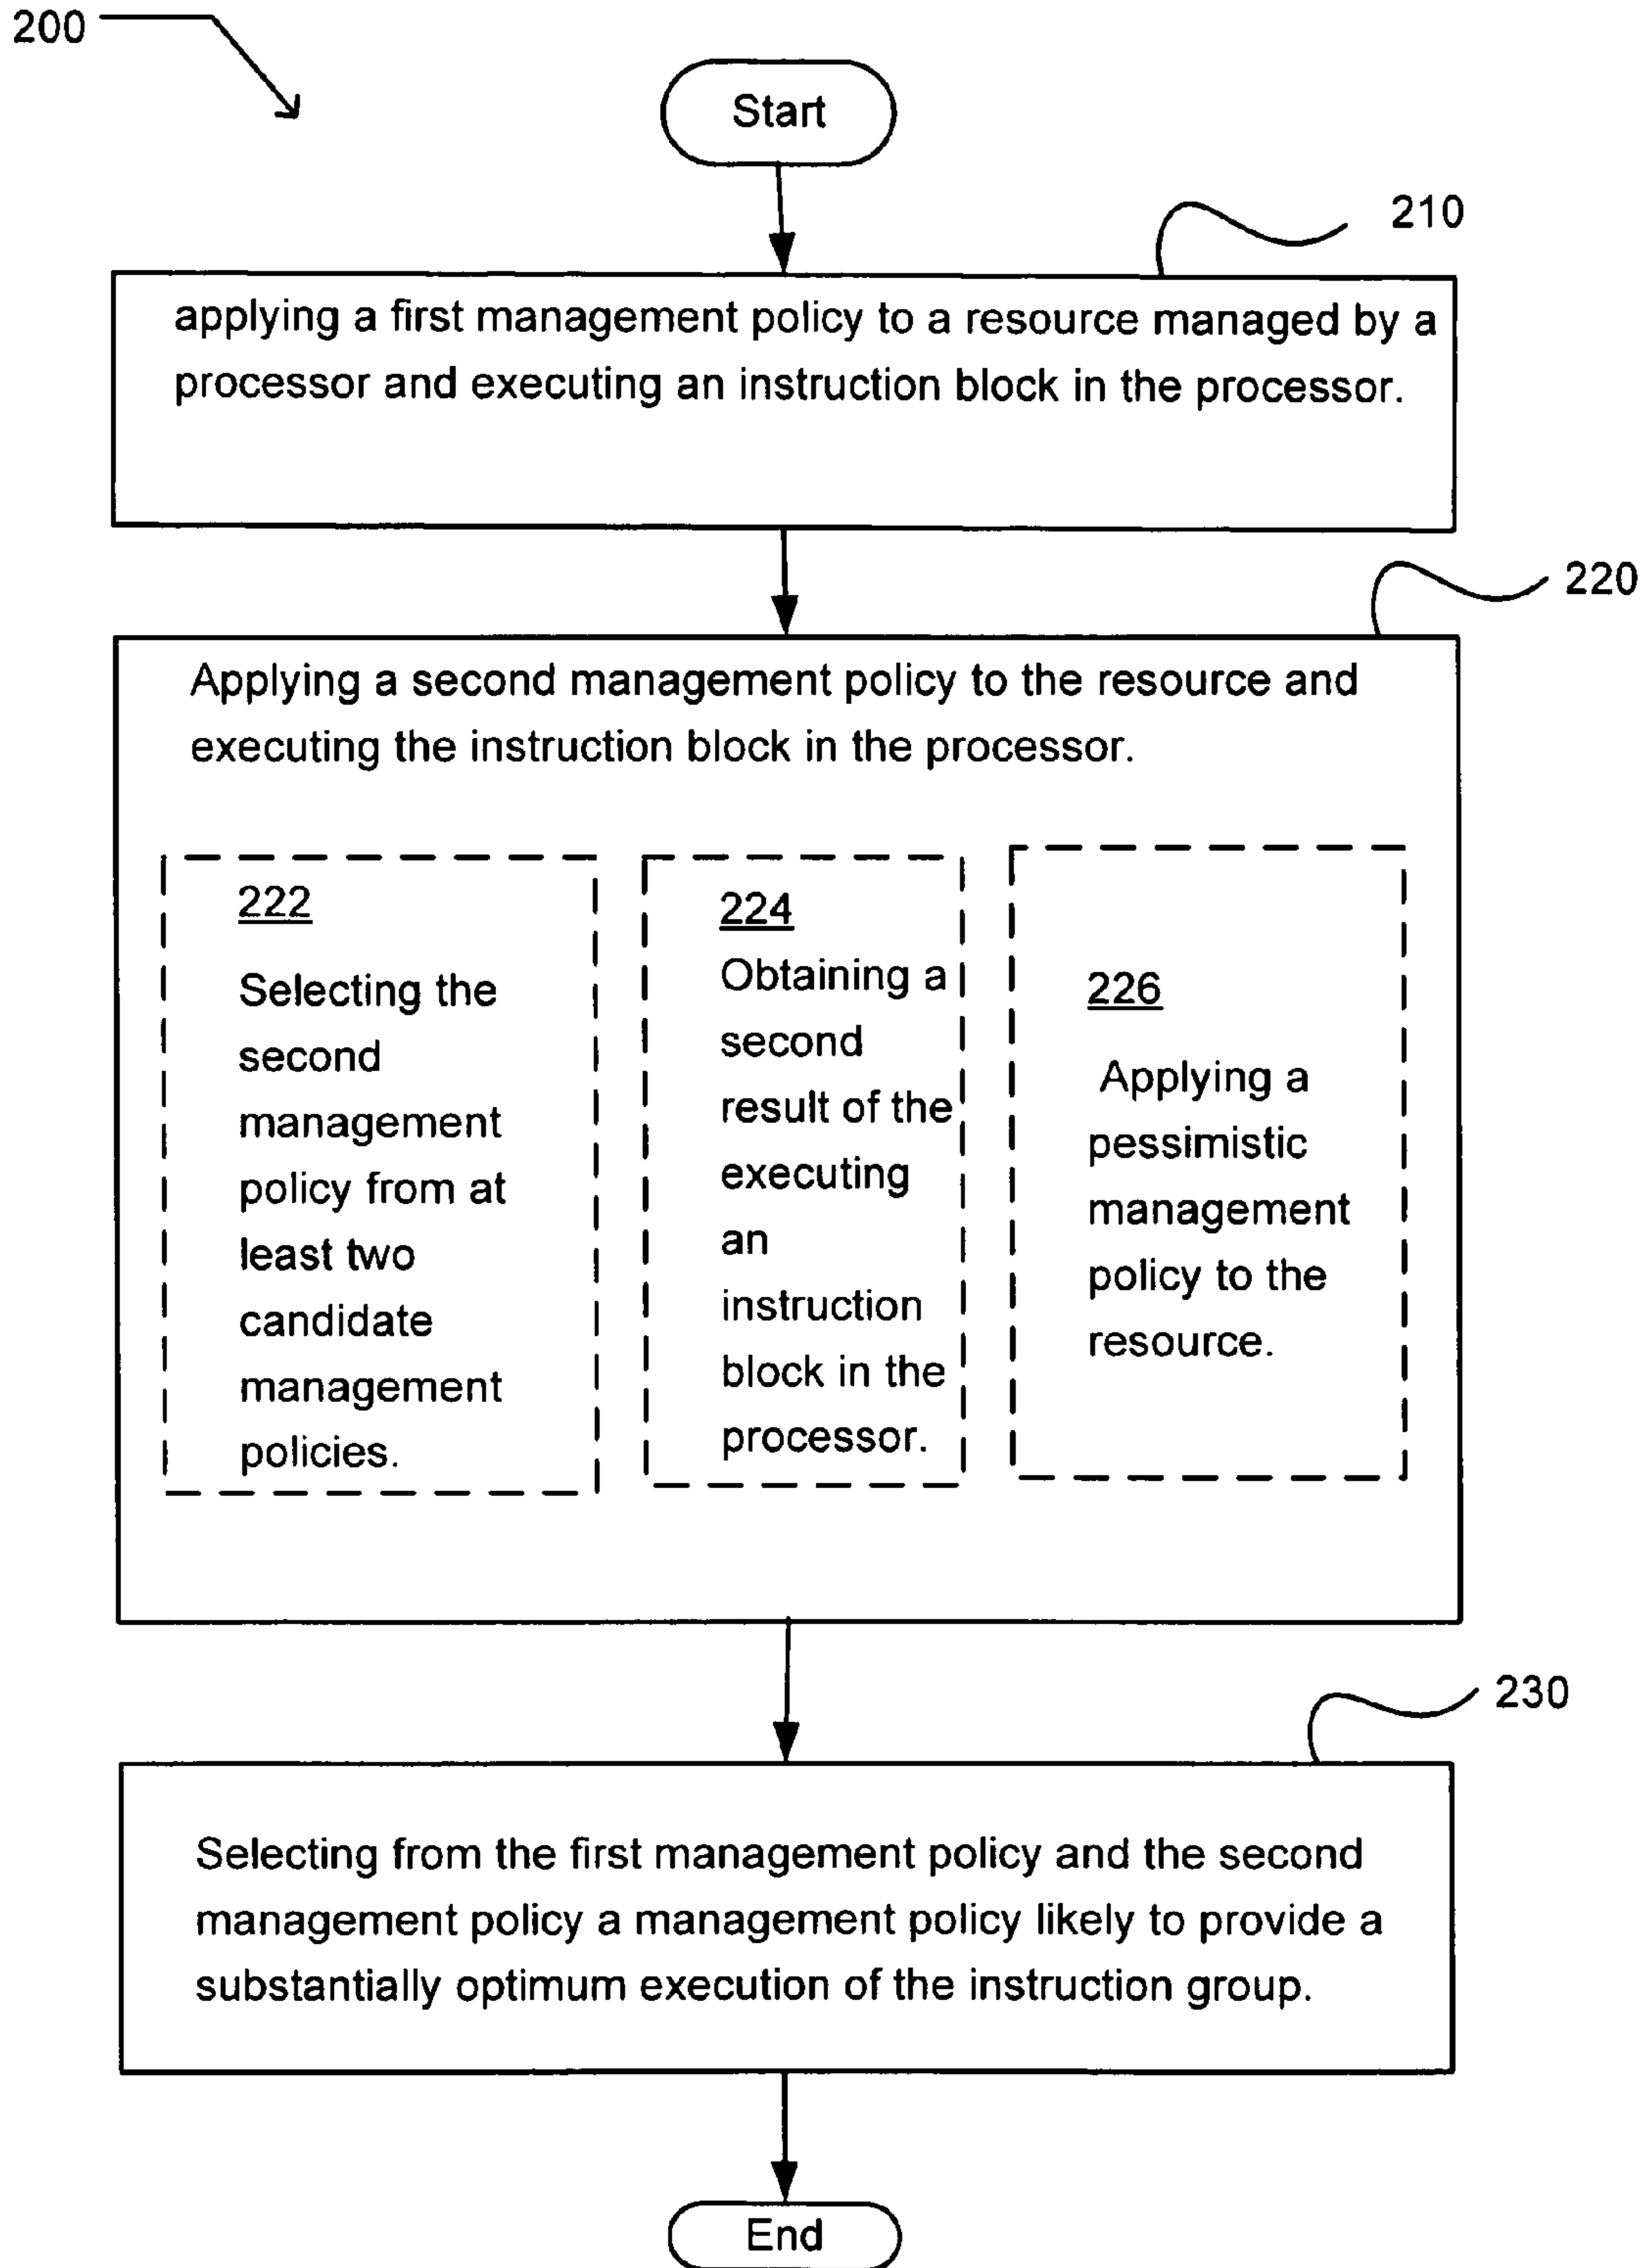 200
Start
210
applying a first management policy to a resource managed by a
processor and executing an instruction block in the processor.
220
Applying a second management policy to the resource and
executing the instruction block in the processor.
222
Selecting the
second
management
policy from at
least two
candidate
management
policies.
224
Obtaining a
second
result of the
executing
an
instruction
block in the
processor.
226
Applying a
pessimistic
management
policy to the
resource.
230
Selecting from the first management policy and the second
management policy a management policy likely to provide a
substantially optimum execution of the instruction group.
End